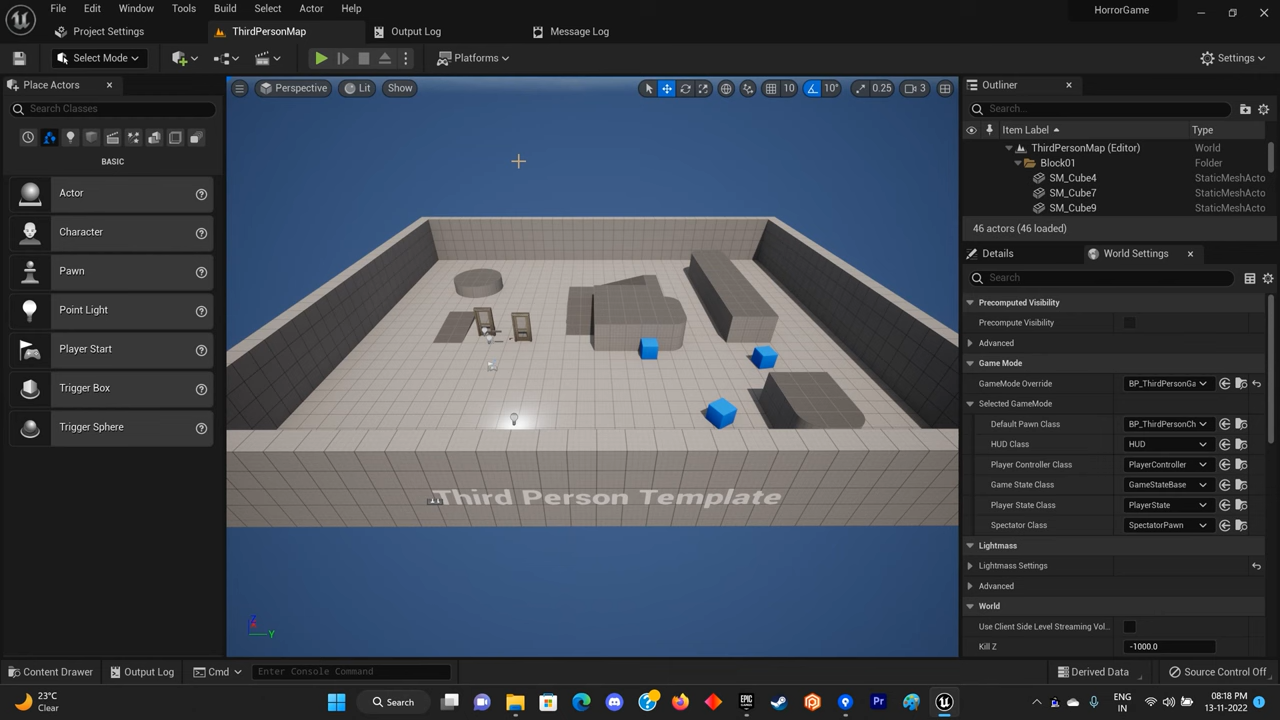 File Edit Window Tools Build Select Actor Help HorrorGame
Project Settings ThirdPersonMap Output Log Message Log
Select Mode Platforms Settings
Place Actors
Search Classes
BASIC
Actor
Character
Pawn
Point Light
Player Start
Trigger Box
Trigger Sphere
Perspective Lit Show 10 10° 0.25 3
Third Person Template
Z
Y
Outliner
Search...
Item Label Type
ThirdPersonMap (Editor) World
Block01 Folder
SM_Cube4 StaticMeshActo
SM_Cube7 StaticMeshActo
SM_Cube9 StaticMeshActo
46 actors (46 loaded)
Details World Settings
Search
Precomputed Visibility
Precompute Visibility
Advanced
Game Mode
GameMode Override BP_ThirdPersonGa
Selected GameMode
Default Pawn Class BP_ThirdPersonCh
HUD Class HUD
Player Controller Class PlayerController
Game State Class GameStateBase
Player State Class PlayerState
Spectator Class SpectatorPawn
Lightmass
Lightmass Settings
Advanced
World
Use Client Side Level Streaming Vol...
Kill Z -1000.0
Content Drawer Output Log Cmd Enter Console Command Derived Data Source Control Off
23°C
Clear
Search
Pr
EPIC
ENG
IN
08:18 PM
13-11-2022